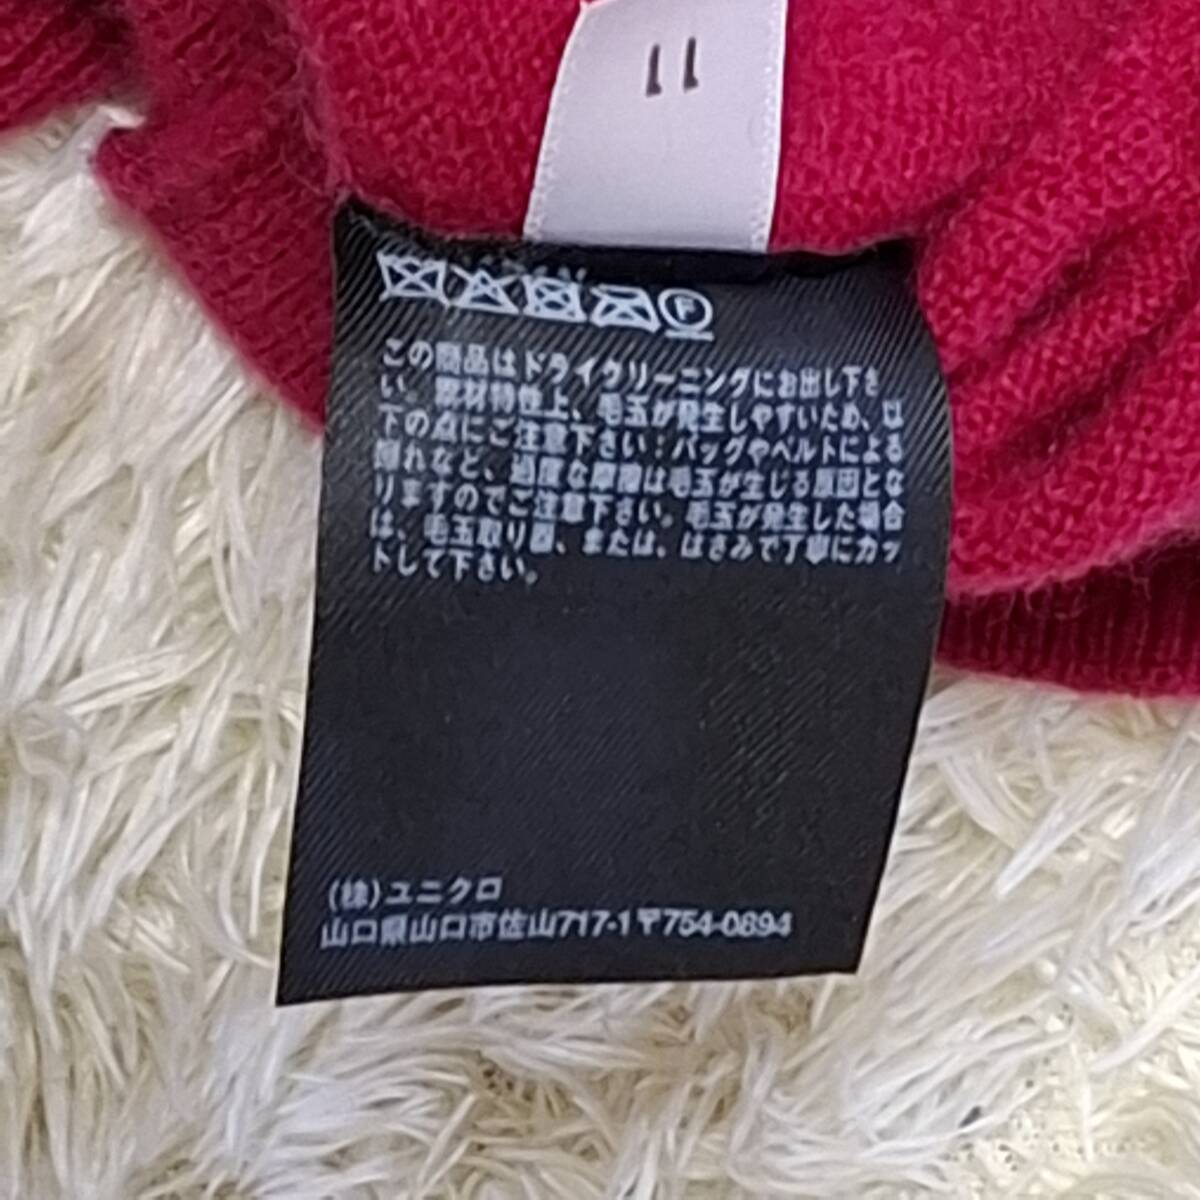 11
F
この商品はドライクリーニングにお出し下さ
い。素材特性上、毛玉が発生しやすいため、以
下の点にご注意下さい：バッグやベルトによる
擦れなど、過度な摩擦は毛玉が生じる原因とな
りますのでご注意下さい。毛玉が発生した場合
は、毛玉取り器、または、はさみで丁寧にカッ
トして下さい。
(株)ユニクロ
山口県山口市佐山717-1〒754-0894